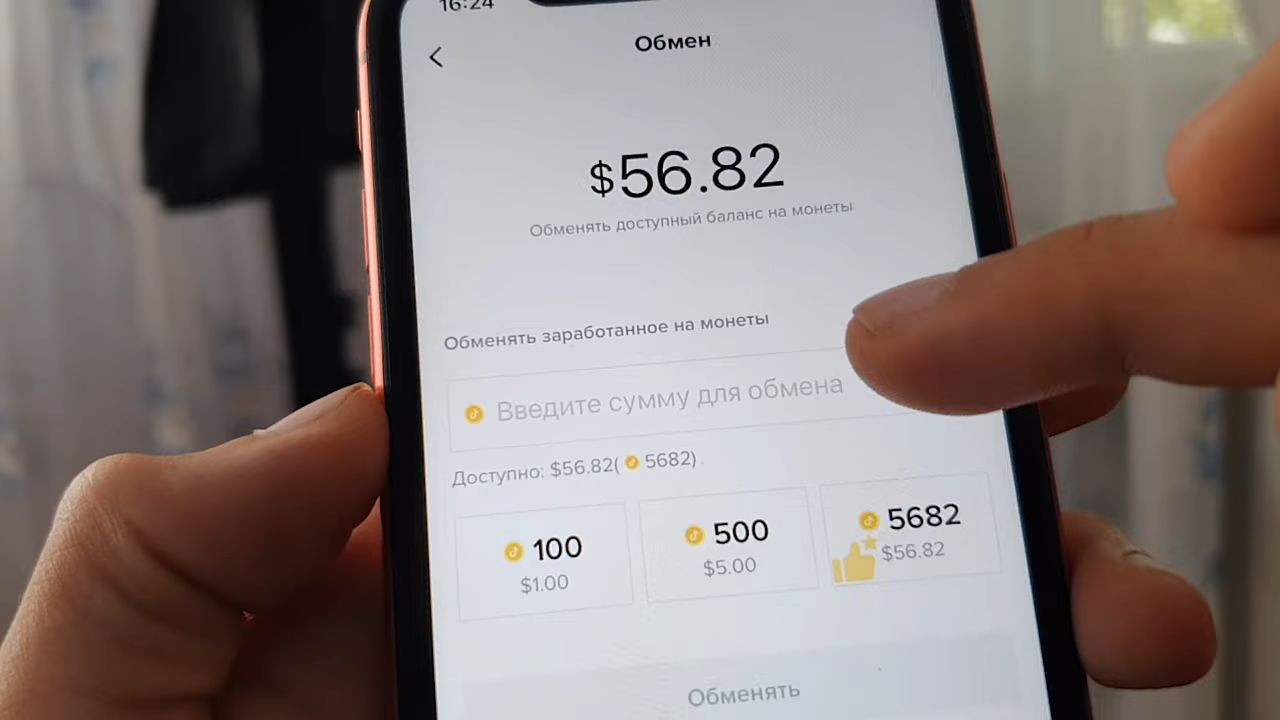 16:24
Обмен
$56.82
Обменять доступный баланс на монеты
Обменять заработанное на монеты
Введите сумму для обмена
Доступно: $56.82( 5682)
100
$1.00
500
$5.00
5682
$56.82
Обменять